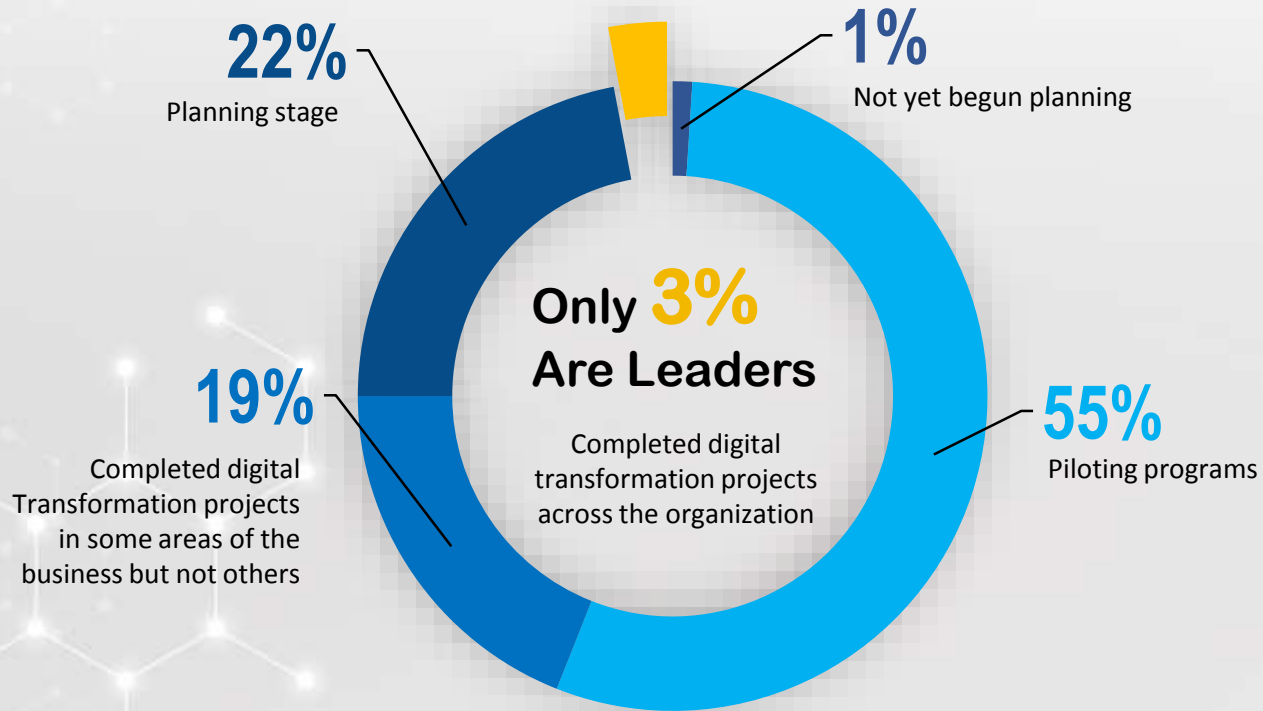 22%
Planning stage
1%
Not yet begun planning
Only 3%
Are Leaders
Completed digital
transformation projects
across the organization
19%
Completed digital
Transformation projects
in some areas of the
business but not others
55%
Piloting programs